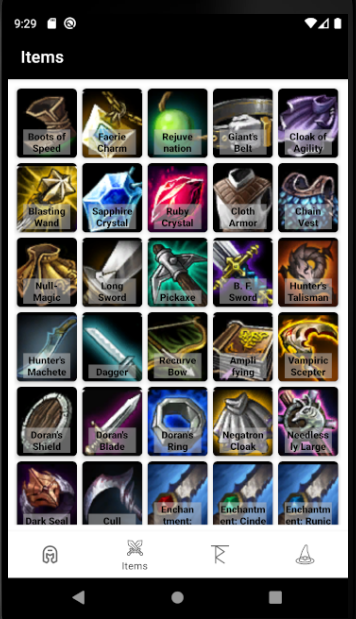 9:29
Items
Boots of
Speed
Faerie
Charm
Rejuve
nation
Giant's
Belt
Cloak of
Agility
Blasting
Wand
Sapphire
Crystal
Ruby
Crystal
Cloth
Armor
Chain
Vest
Null-
Magic
Long
Sword
Pickaxe
B. F.
Sword
Hunter's
Talisman
Hunter's
Machete
Dagger
Recurve
Bow
Ampli
fying
Vampiric
Scepter
Doran's
Shield
Doran's
Blade
Doran's
Ring
Negatron
Cloak
Needless
ly Large
Dark Seal
Cull
Enchan
tment:
Enchantm
ent: Cinde
Enchantm
ent: Runic
Items